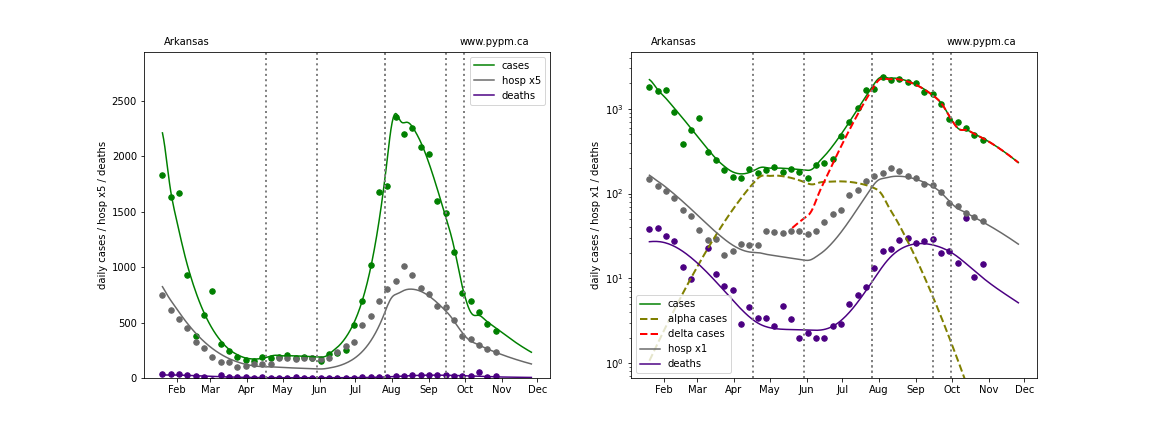 Arkansas
www.pypm.ca
daily cases / hosp x5 / deaths
2500
2000
1500
1000
500
0
cases
hosp x5
deaths
Feb Mar Apr May Jun Jul Aug Sep Oct Nov Dec
Arkansas
www.pypm.ca
daily cases / hosp x1 / deaths
10³
10²
10¹
10⁰
cases
alpha cases
delta cases
hosp x1
deaths
Feb Mar Apr May Jun Jul Aug Sep Oct Nov Dec